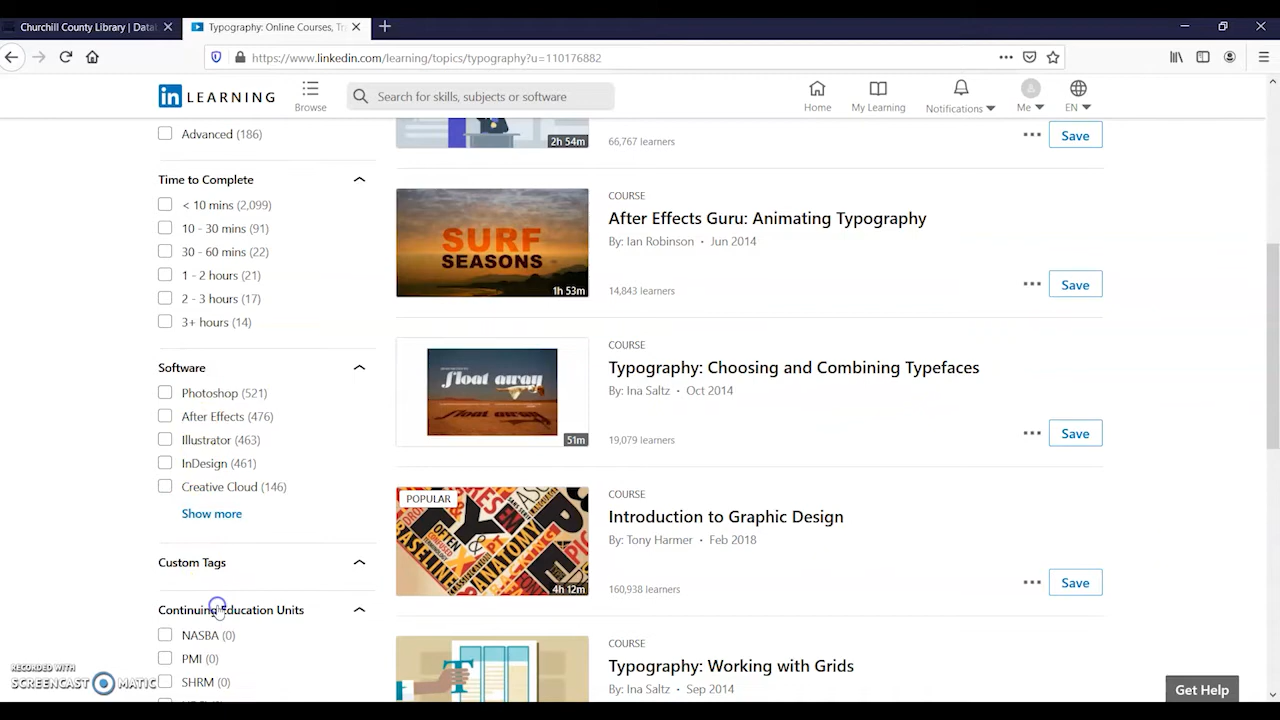 Churchill County Library | Data
Typography: Online Courses, Tr
https://www.linkedin.com/learning/topics/typography?u=110176882
in LEARNING
Browse
Search for skills, subjects or software
Home
My Learning
Notifications
Me
EN
Advanced (186)
Time to Complete
< 10 mins (2,099)
10 - 30 mins (91)
30 - 60 mins (22)
1 - 2 hours (21)
2 - 3 hours (17)
3+ hours (14)
Software
Photoshop (521)
After Effects (476)
Illustrator (463)
InDesign (461)
Creative Cloud (146)
Show more
Custom Tags
Continuing Education Units
NASBA (0)
PMI (0)
SHRM (0)
2h 54m
66,767 learners
Save
SURF
SEASONS
1h 53m
COURSE
After Effects Guru: Animating Typography
By: Ian Robinson • Jun 2014
14,843 learners
Save
float away
51m
COURSE
Typography: Choosing and Combining Typefaces
By: Ina Saltz • Oct 2014
19,079 learners
Save
POPULAR
4h 12m
COURSE
Introduction to Graphic Design
By: Tony Harmer • Feb 2018
160,938 learners
Save
COURSE
Typography: Working with Grids
By: Ina Saltz • Sep 2014
Get Help
RECORDED WITH
SCREENCAST MATIC